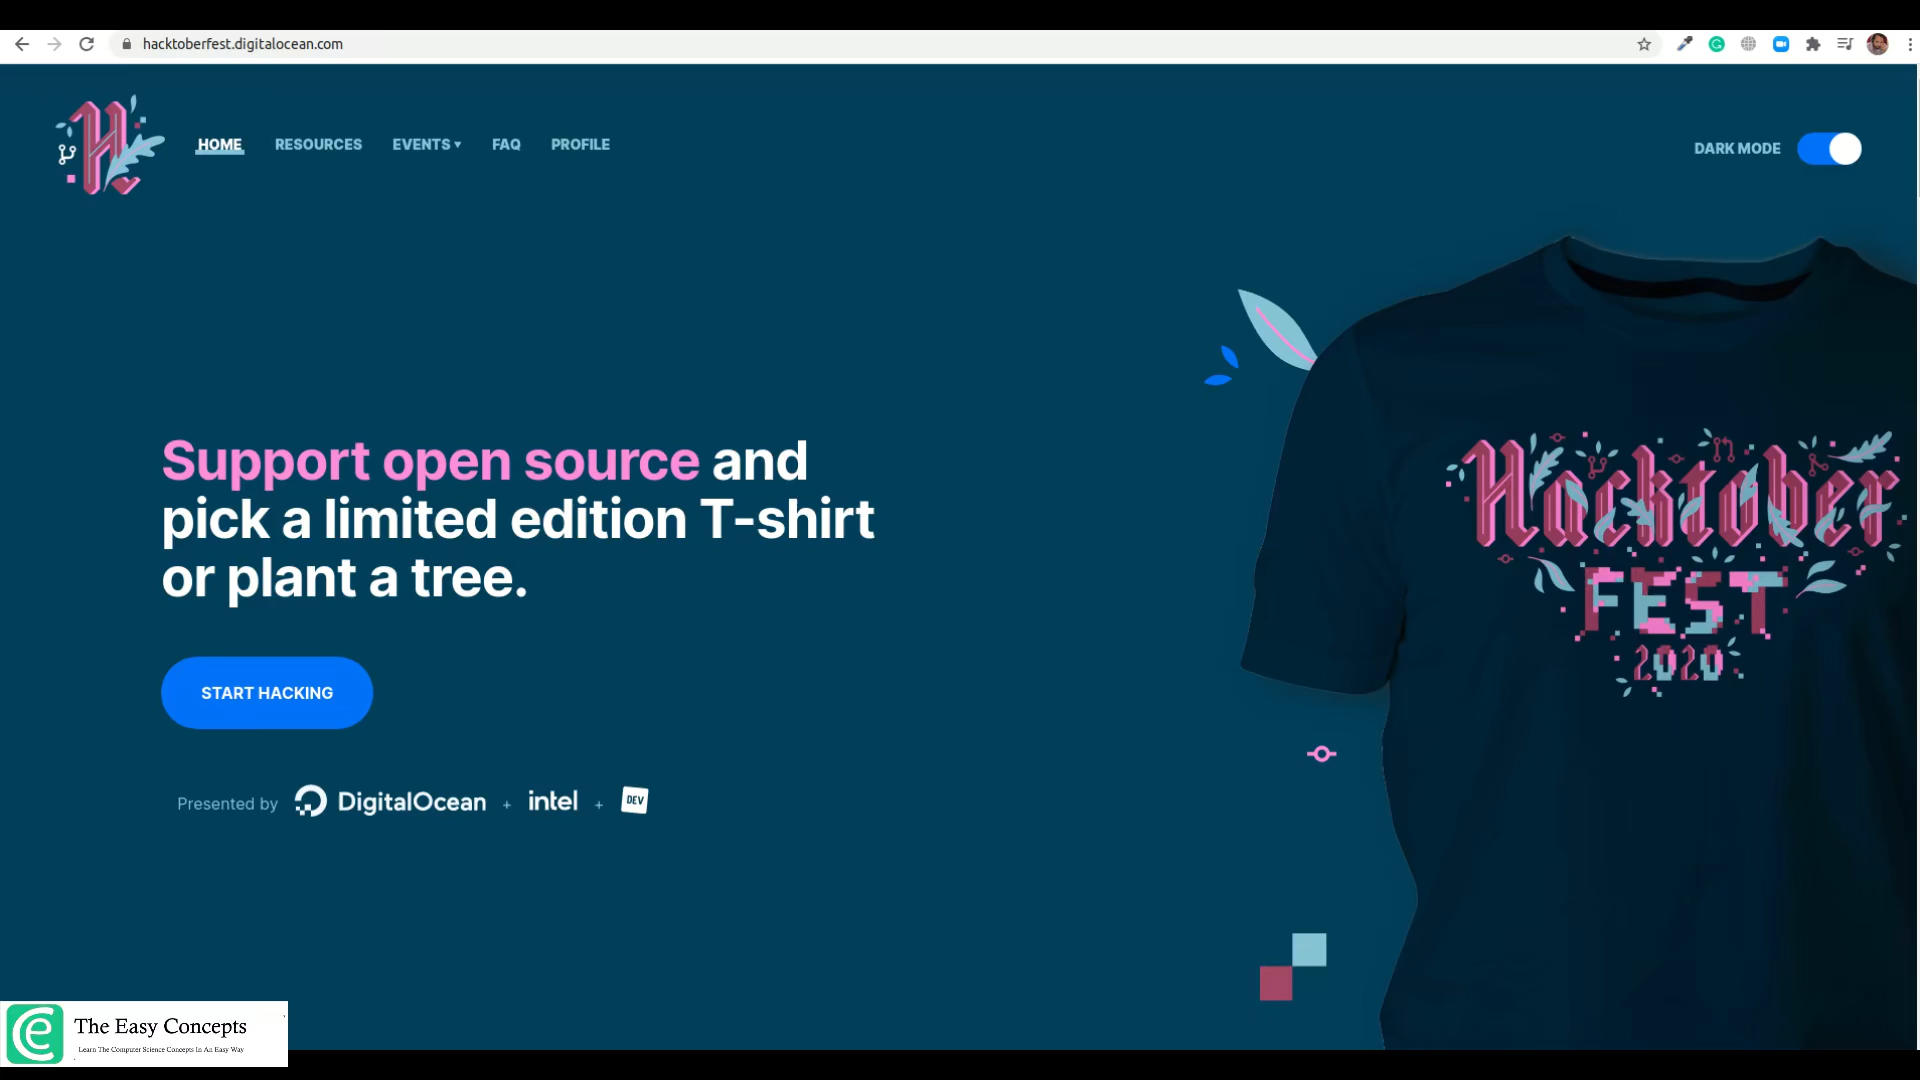 hacktoberfest.digitalocean.com
HOME
RESOURCES
EVENTS ▾
FAQ
PROFILE
DARK MODE
Support open source and
pick a limited edition T-shirt
or plant a tree.
START HACKING
Presented by
DigitalOcean
+
intel
+
DEV
Hacktober
FEST
2020
The Easy Concepts
Learn The Computer Science Concepts In An Easy Way